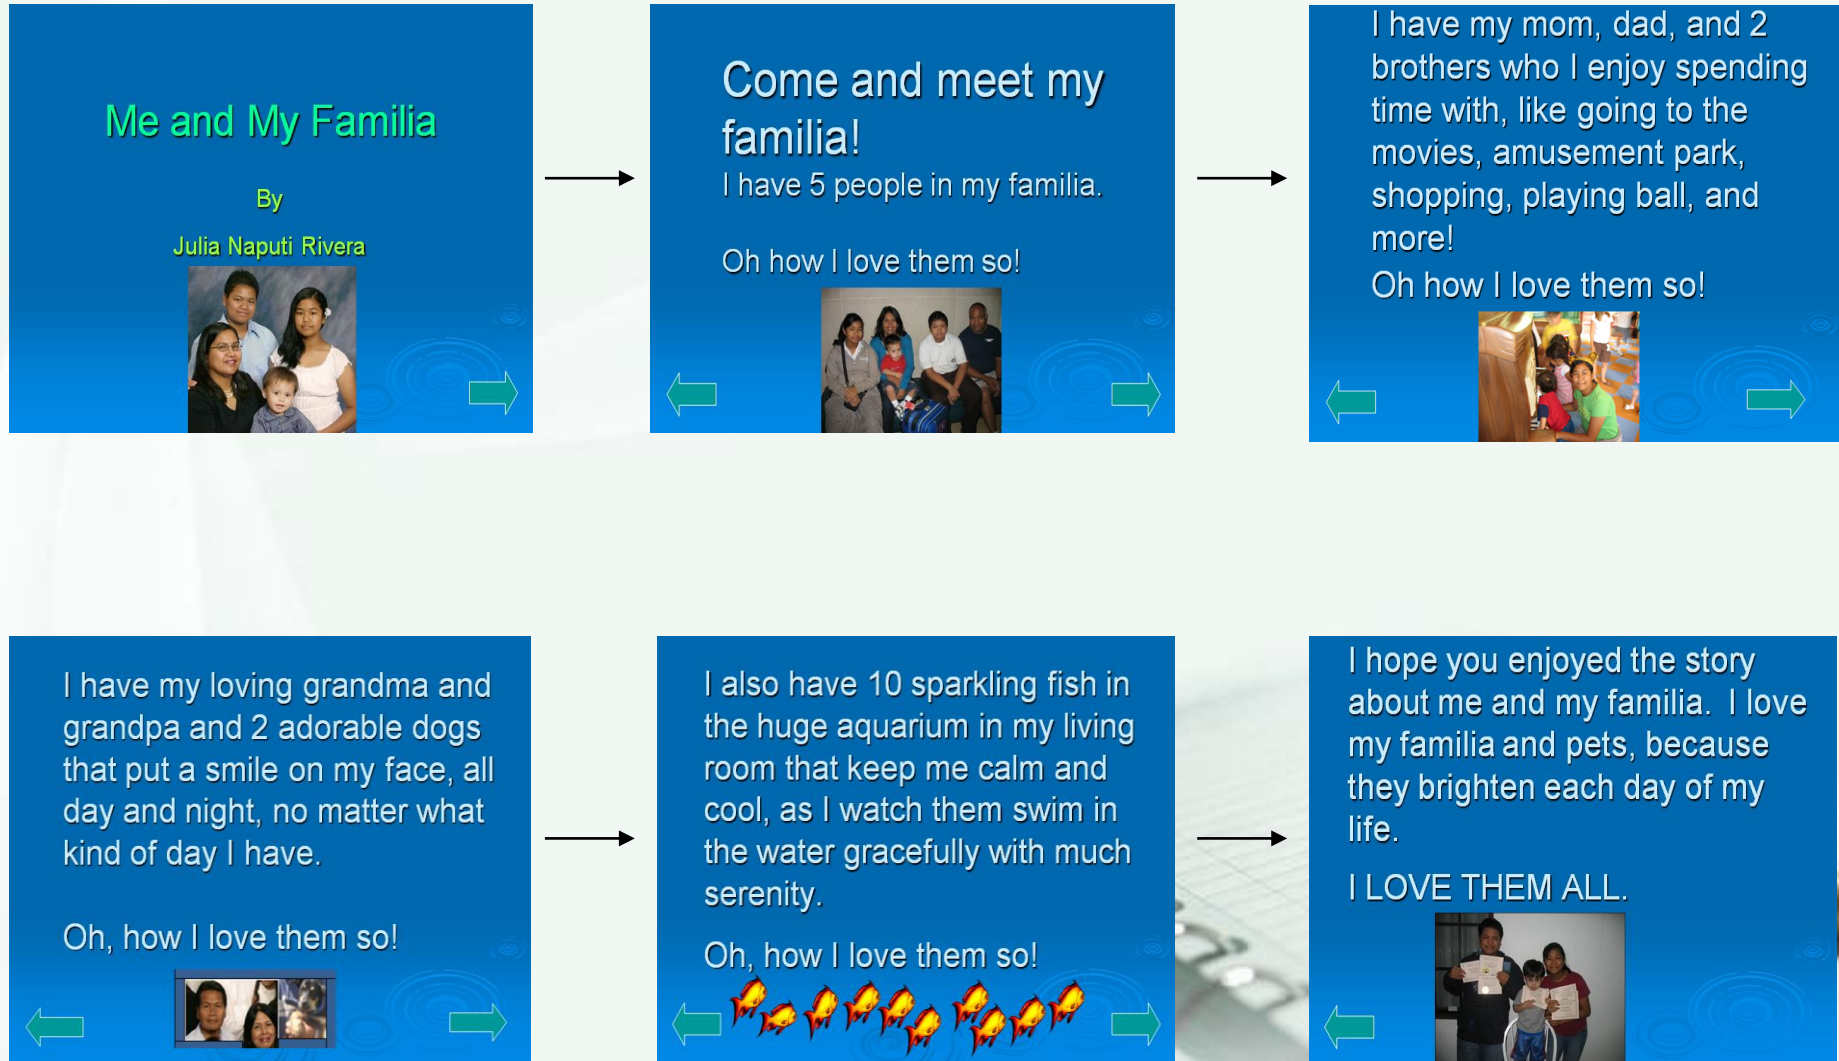 Me and My Familia
By
Julia Naputi Rivera
Come and meet my
familia!
I have 5 people in my familia.
Oh how I love them so!
I have my mom, dad, and 2
brothers who I enjoy spending
time with, like going to the
movies, amusement park,
shopping, playing ball, and
more!
Oh how I love them so!
I have my loving grandma and
grandpa and 2 adorable dogs
that put a smile on my face, all
day and night, no matter what
kind of day I have.
Oh, how I love them so!
I also have 10 sparkling fish in
the huge aquarium in my living
room that keep me calm and
cool, as I watch them swim in
the water gracefully with much
serenity.
Oh, how I love them so!
I hope you enjoyed the story
about me and my familia.  I love
my familia and pets, because
they brighten each day of my
life.
I LOVE THEM ALL.